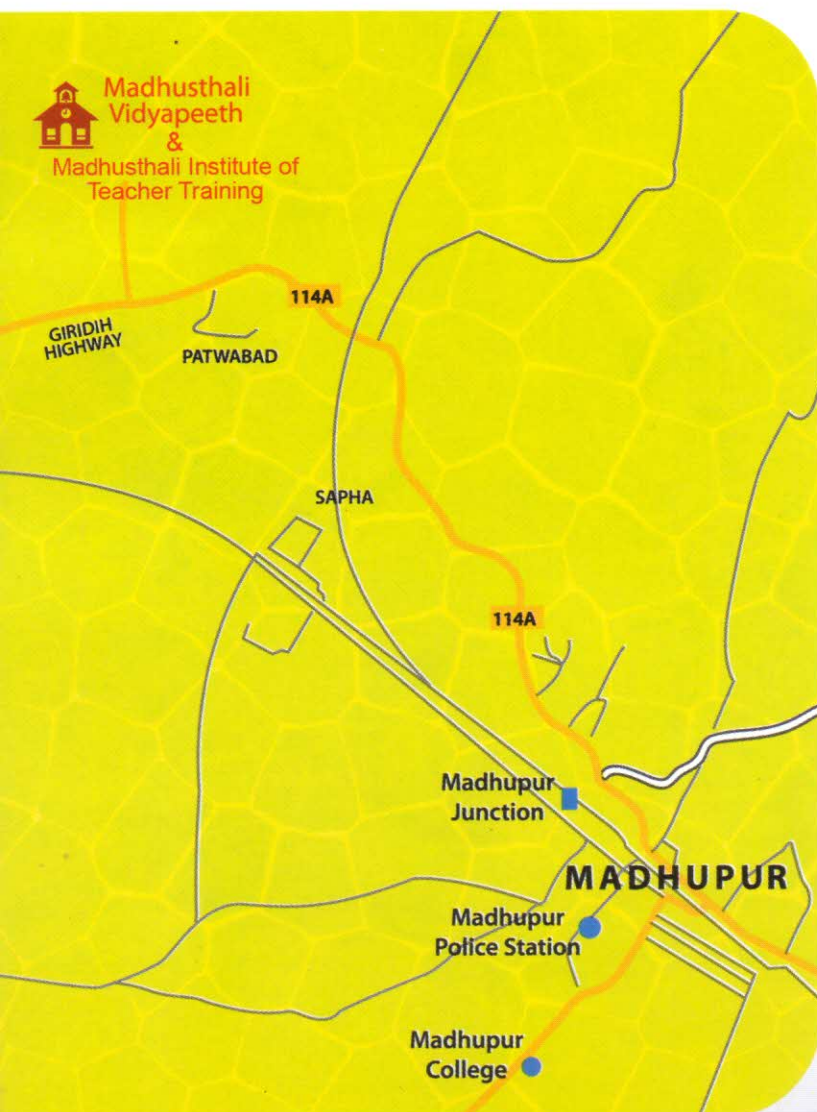 Madhusthali
Vidyapeeth
&
Madhusthali Institute of
Teacher Training
114A
GIRIDIH
HIGHWAY
PATWABAD
SAPHA
114A
Madhupur
Junction
MADHUPUR
Madhupur
Police Station
Madhupur
College